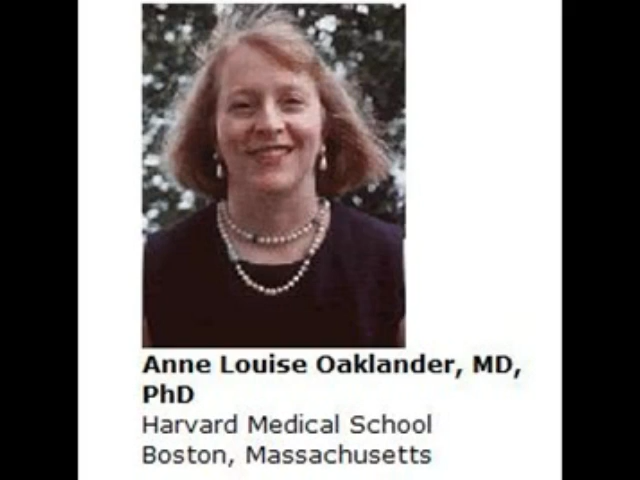 Anne Louise Oaklander, MD,
PhD
Harvard Medical School
Boston, Massachusetts